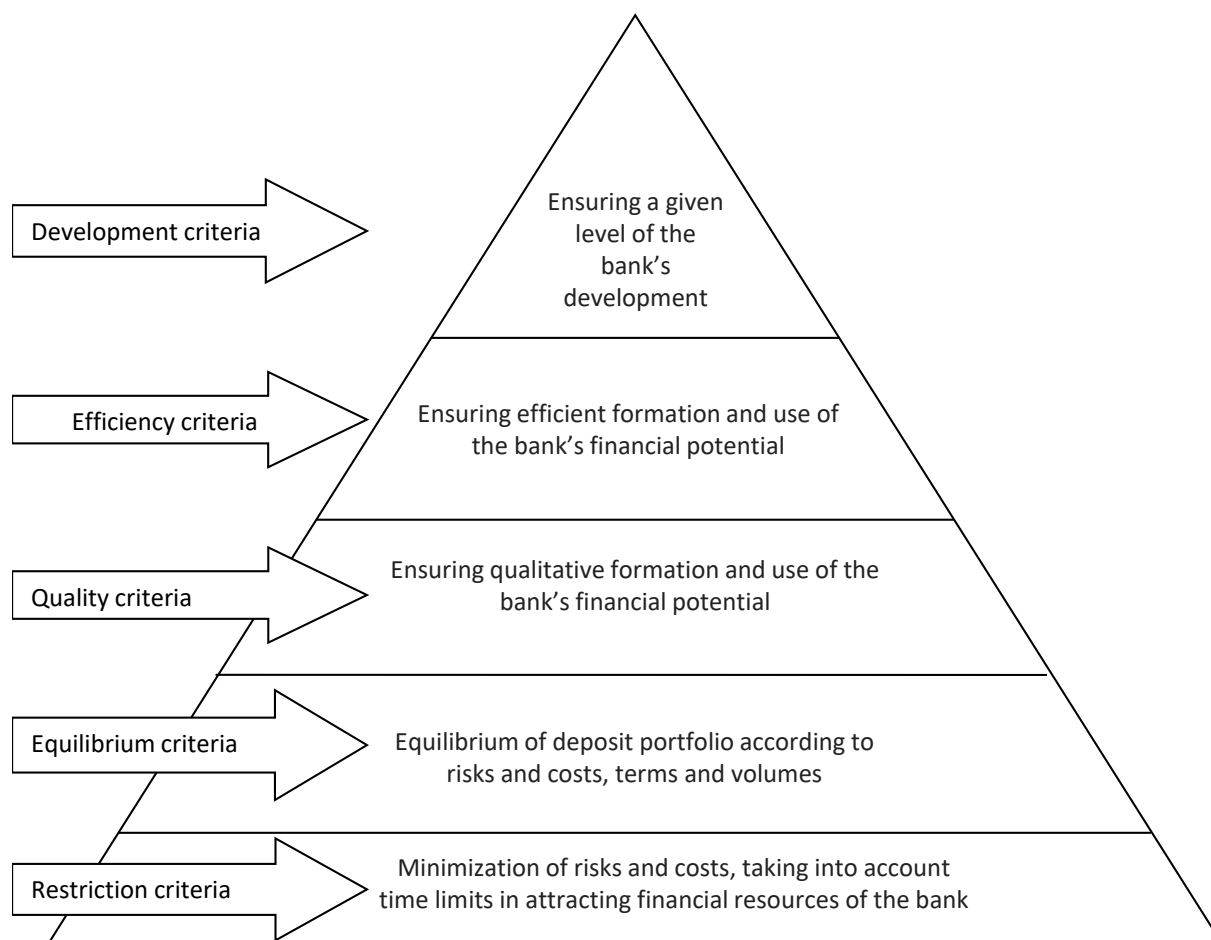 Development criteria
Ensuring a given
level of the
bank’s
development
Efficiency criteria
Ensuring efficient formation and use of
the bank’s financial potential
Quality criteria
Ensuring qualitative formation and use of the
bank’s financial potential
Equilibrium criteria
Equilibrium of deposit portfolio according to
risks and costs, terms and volumes
Restriction criteria
Minimization of risks and costs, taking into account
time limits in attracting financial resources of the bank